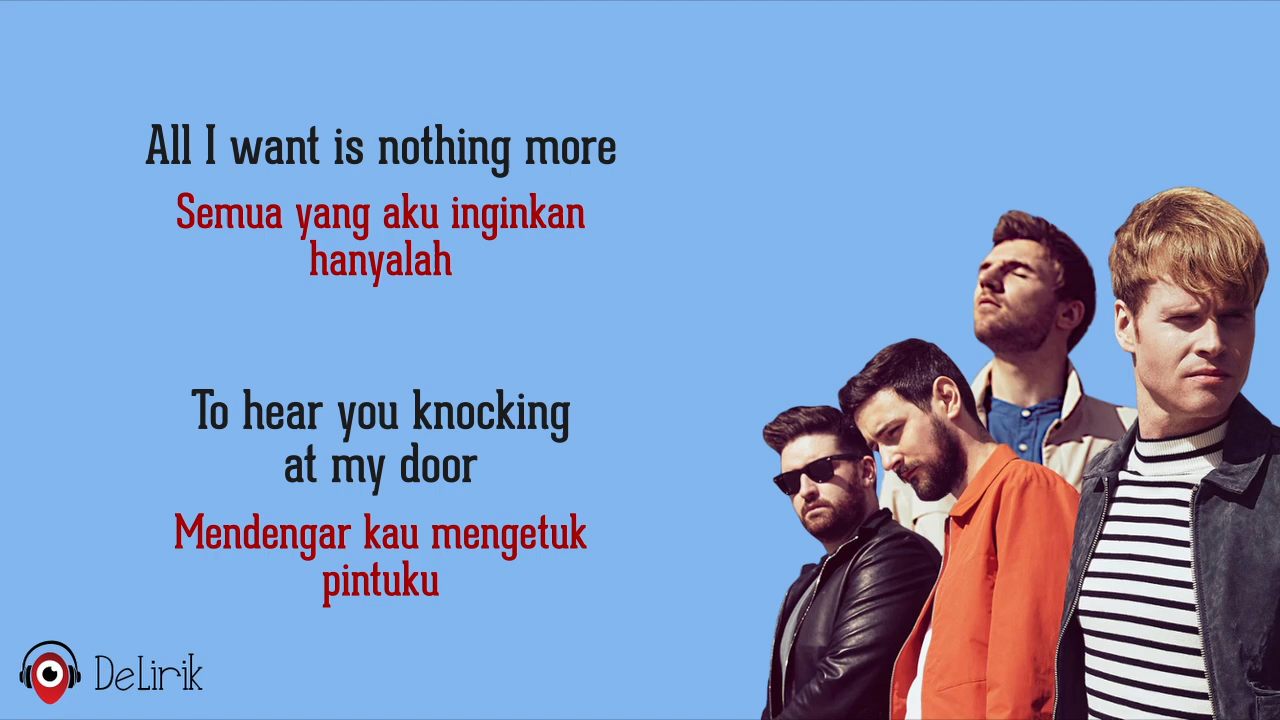 All I want is nothing more
Semua yang aku inginkan
hanyalah
To hear you knocking
at my door
Mendengar kau mengetuk
pintuku
DeLirik